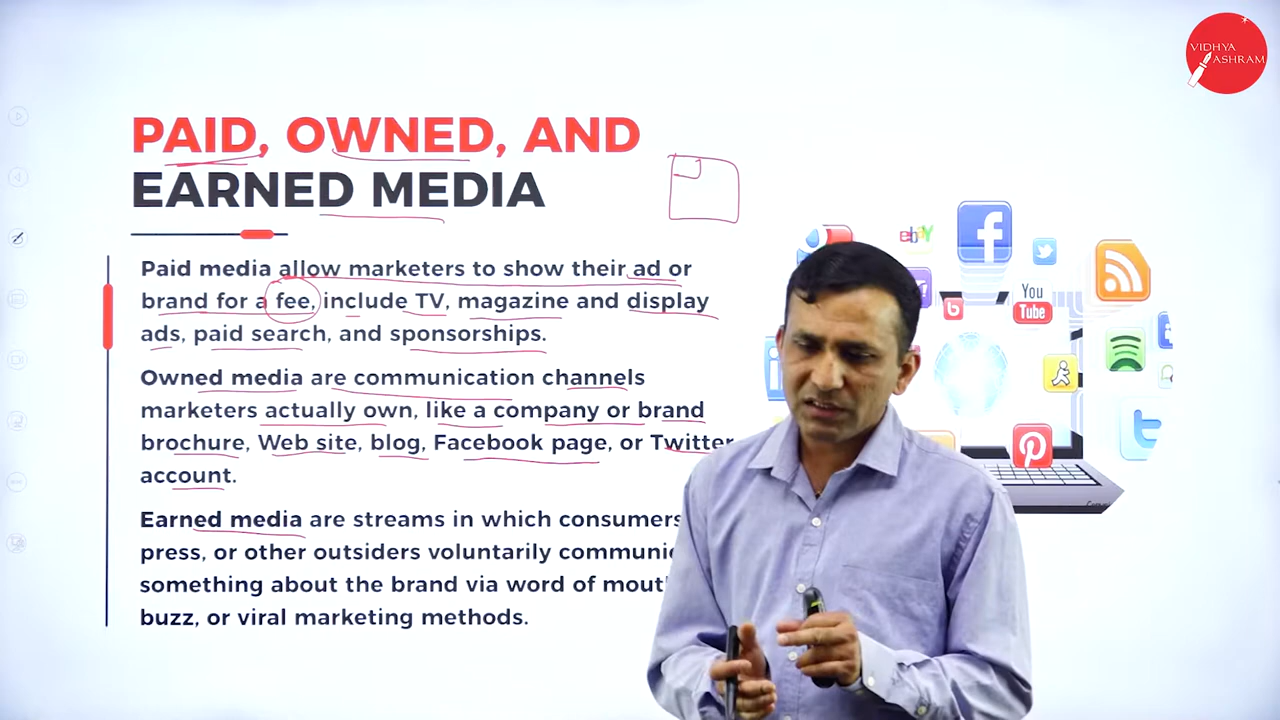 VIDHYA
ASHRAM
PAID, OWNED, AND
EARNED MEDIA
Paid media allow marketers to show their ad or
brand for a fee, include TV, magazine and display
ads, paid search, and sponsorships.
Owned media are communication channels
marketers actually own, like a company or brand
brochure, Web site, blog, Facebook page, or Twitter
account.
Earned media are streams in which consumers
press, or other outsiders voluntarily
something about the brand via word of
buzz, or viral marketing methods.
ebY
f
You
Tube